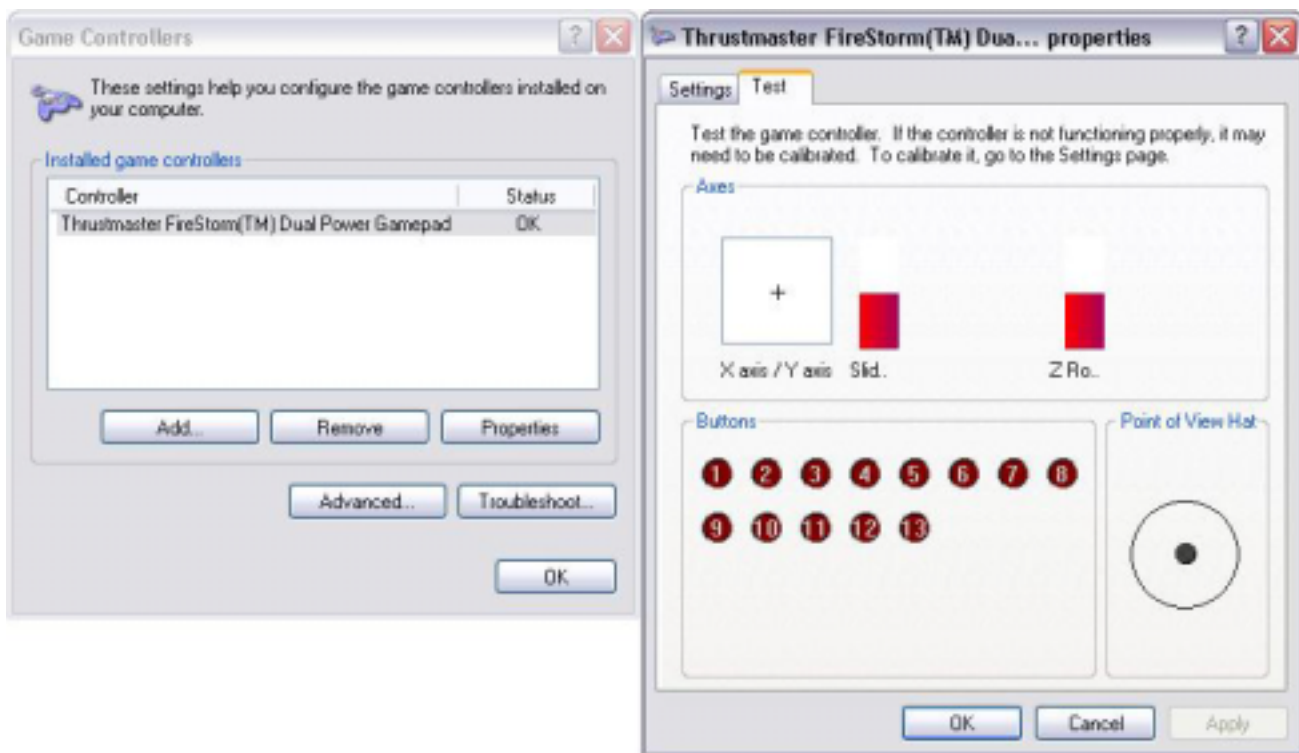 Game Controllers
These settings help you configure the game controllers installed on
your computer.
Installed game controllers
Controller Status
Thrustmaster FireStorm(TM) Dual Power Gamepad OK
Add... Remove Properties
Advanced... Troubleshoot...
OK
Thrustmaster FireStorm(TM) Dua... properties
Settings Test
Test the game controller. If the controller is not functioning properly, it may
need to be calibrated. To calibrate it, go to the Settings page.
Axes
X axis / Y axis Slid.. Z Ro..
Buttons
1 2 3 4 5 6 7 8
9 10 11 12 13
Point of View Hat
OK Cancel Apply